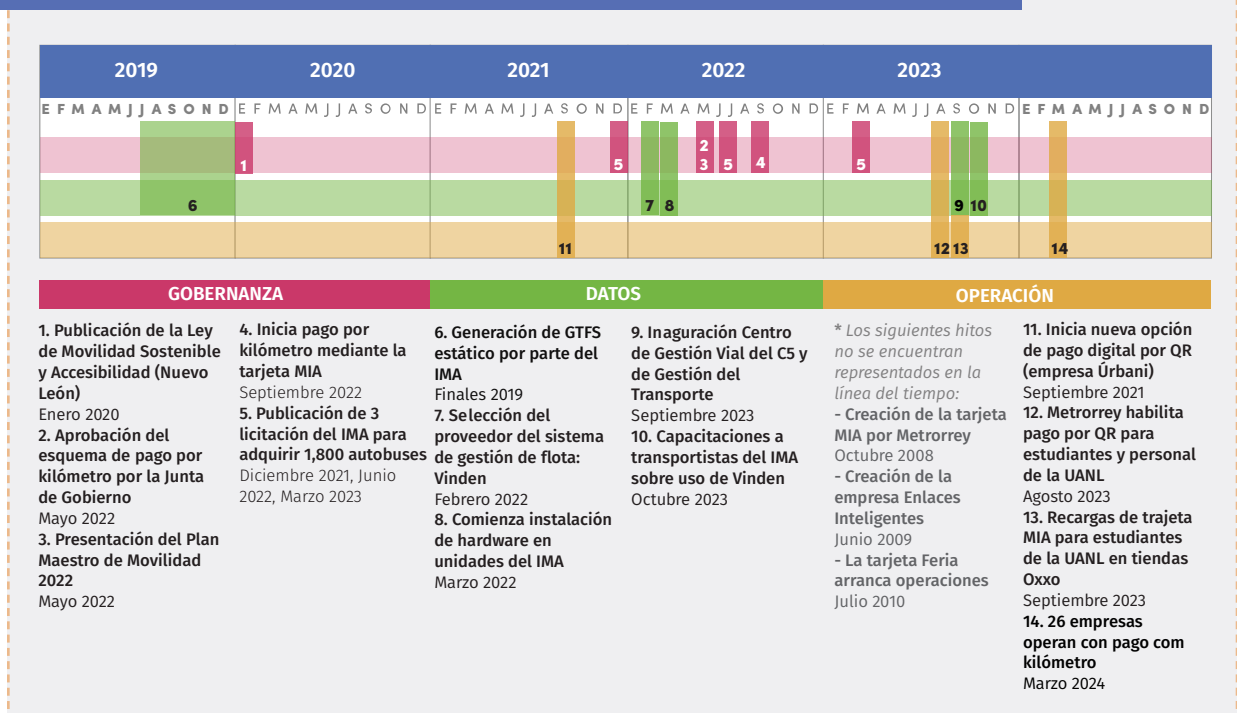 2019 2020 2021 2022 2023
E F M A M J J A S O N D E F M A M J J A S O N D E F M A M J J A S O N D E F M A M J J A S O N D E F M A M J J A S O N D E F M A M J J A S O N D
1
5
2
3
5
4
5
6
7
8
9
10
11
12
13
14
GOBERNANZA
1. Publicación de la Ley
de Movilidad Sostenible
y Accesibilidad (Nuevo
León)
Enero 2020
2. Aprobación del
esquema de pago por
kilómetro por la Junta
de Gobierno
Mayo 2022
3. Presentación del Plan
Maestro de Movilidad
2022
Mayo 2022
4. Inicia pago por
kilómetro mediante la
tarjeta MIA
Septiembre 2022
5. Publicación de 3
licitación del IMA para
adquirir 1,800 autobuses
Diciembre 2021, Junio
2022, Marzo 2023
DATOS
6. Generación de GTFS
estático por parte del
IMA
Finales 2019
7. Selección del
proveedor del sistema
de gestión de flota:
Vinden
Febrero 2022
8. Comienza instalación
de hardware en
unidades del IMA
Marzo 2022
9. Inaguración Centro
de Gestión Vial del C5 y
de Gestión del
Transporte
Septiembre 2023
10. Capacitaciones a
transportistas del IMA
sobre uso de Vinden
Octubre 2023
OPERACIÓN
* Los siguientes hitos
no se encuentran
representados en la
línea del tiempo:
- Creación de la tarjeta
MIA por Metrorrey
Octubre 2008
- Creación de la
empresa Enlaces
Inteligentes
Junio 2009
- La tarjeta Feria
arranca operaciones
Julio 2010
11. Inicia nueva opción
de pago digital por QR
(empresa Úrbani)
Septiembre 2021
12. Metrorrey habilita
pago por QR para
estudiantes y personal
de la UANL
Agosto 2023
13. Recargas de trajeta
MIA para estudiantes
de la UANL en tiendas
Oxxo
Septiembre 2023
14. 26 empresas
operan con pago com
kilómetro
Marzo 2024